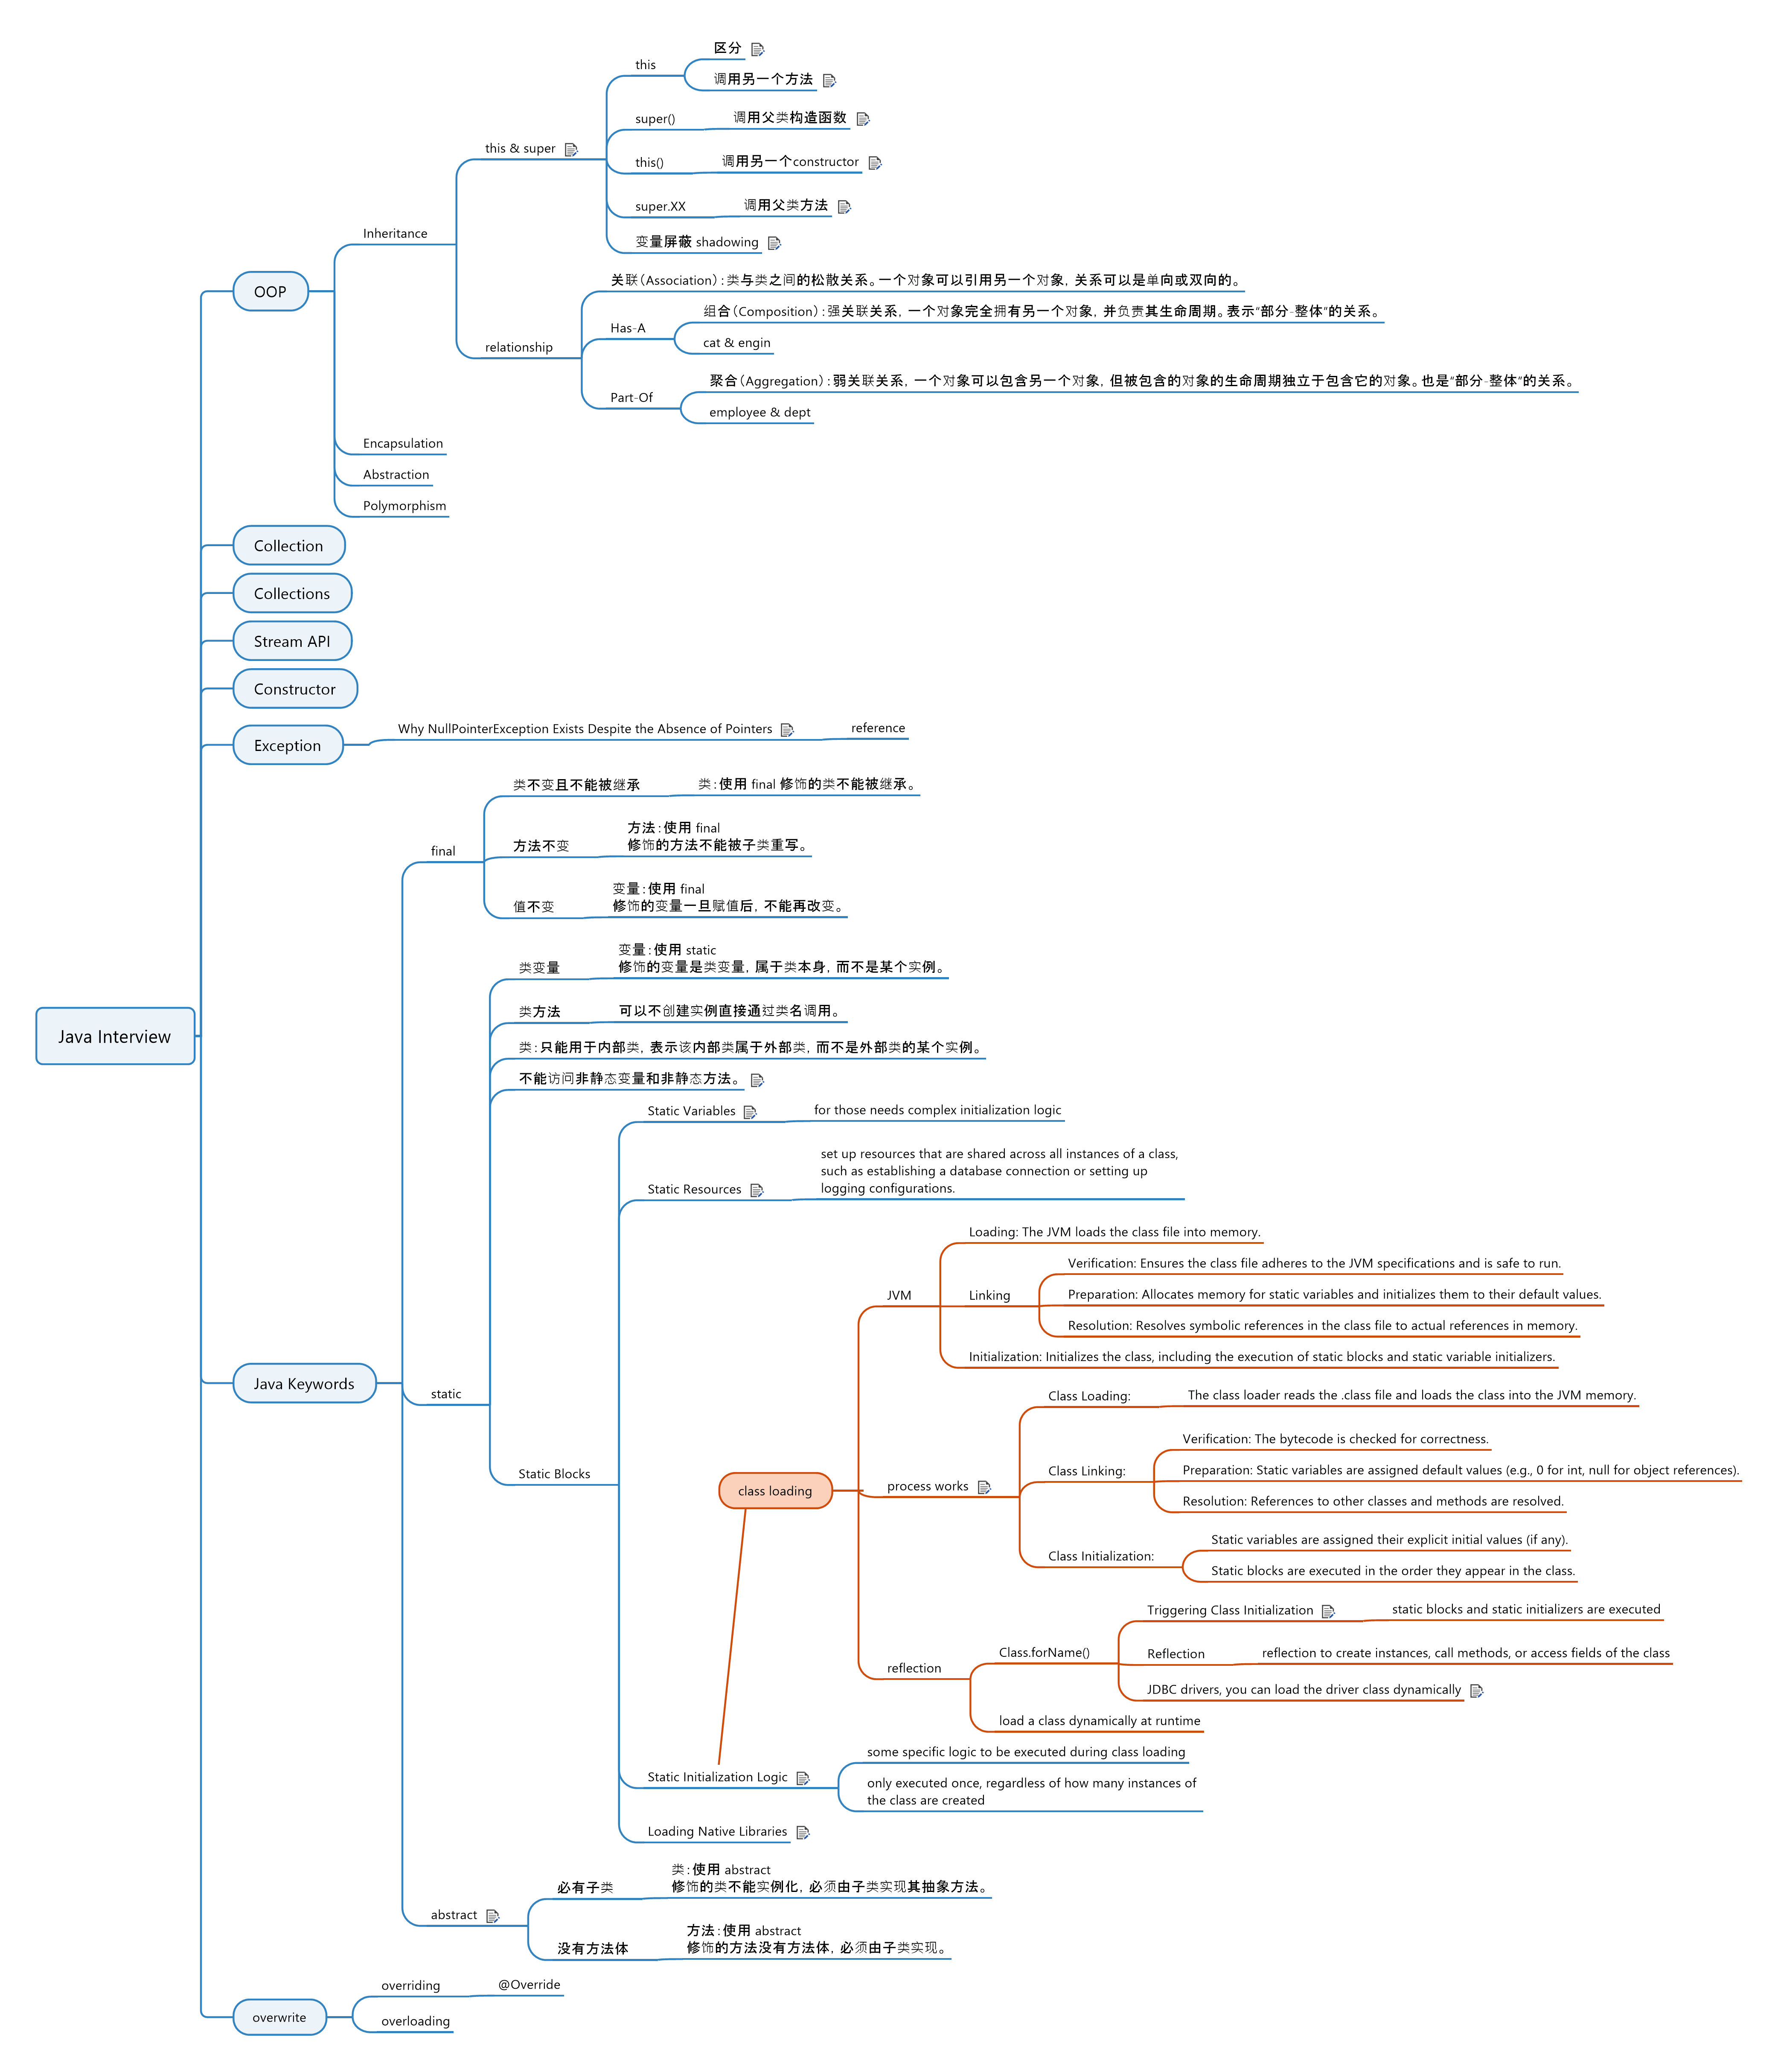 Java Interview
OOP
Inheritance
this & super
this
区分
调用另一个方法
super()
调用父类构造函数
this()
调用另一个constructor
super.XX
调用父类方法
变量屏蔽 shadowing
relationship
关联（Association）：类与类之间的松散关系。一个对象可以引用另一个对象，关系可以是单向或双向的。
Has-A
组合（Composition）：强关联关系，一个对象完全拥有另一个对象，并负责其生命周期。表示“部分-整体”的关系。
cat & engin
Part-Of
聚合（Aggregation）：弱关联关系，一个对象可以包含另一个对象，但被包含的对象的生命周期独立于包含它的对象。也是“部分-整体”的关系。
employee & dept
Encapsulation
Abstraction
Polymorphism
Collection
Collections
Stream API
Constructor
Exception
Why NullPointerException Exists Despite the Absence of Pointers
reference
Java Keywords
final
类不变且不能被继承
类：使用 final 修饰的类不能被继承。
方法不变
方法：使用 final
修饰的方法不能被子类重写。
值不变
变量：使用 final
修饰的变量一旦赋值后，不能再改变。
static
类变量
变量：使用 static
修饰的变量是类变量，属于类本身，而不是某个实例。
类方法
可以不创建实例直接通过类名调用。
类：只能用于内部类，表示该内部类属于外部类，而不是外部类的某个实例。
不能访问非静态变量和非静态方法。
Static Blocks
Static Variables
for those needs complex initialization logic
Static Resources
set up resources that are shared across all instances of a class,
such as establishing a database connection or setting up
logging configurations.
class loading
JVM
Loading: The JVM loads the class file into memory.
Linking
Verification: Ensures the class file adheres to the JVM specifications and is safe to run.
Preparation: Allocates memory for static variables and initializes them to their default values.
Resolution: Resolves symbolic references in the class file to actual references in memory.
Initialization: Initializes the class, including the execution of static blocks and static variable initializers.
process works
Class Loading:
The class loader reads the .class file and loads the class into the JVM memory.
Class Linking:
Verification: The bytecode is checked for correctness.
Preparation: Static variables are assigned default values (e.g., 0 for int, null for object references).
Resolution: References to other classes and methods are resolved.
Class Initialization:
Static variables are assigned their explicit initial values (if any).
Static blocks are executed in the order they appear in the class.
reflection
Class.forName()
Triggering Class Initialization
static blocks and static initializers are executed
Reflection
reflection to create instances, call methods, or access fields of the class
JDBC drivers, you can load the driver class dynamically
load a class dynamically at runtime
Static Initialization Logic
some specific logic to be executed during class loading
only executed once, regardless of how many instances of
the class are created
Loading Native Libraries
abstract
必有子类
类：使用 abstract
修饰的类不能实例化，必须由子类实现其抽象方法。
没有方法体
方法：使用 abstract
修饰的方法没有方法体，必须由子类实现。
overwrite
overriding
@Override
overloading